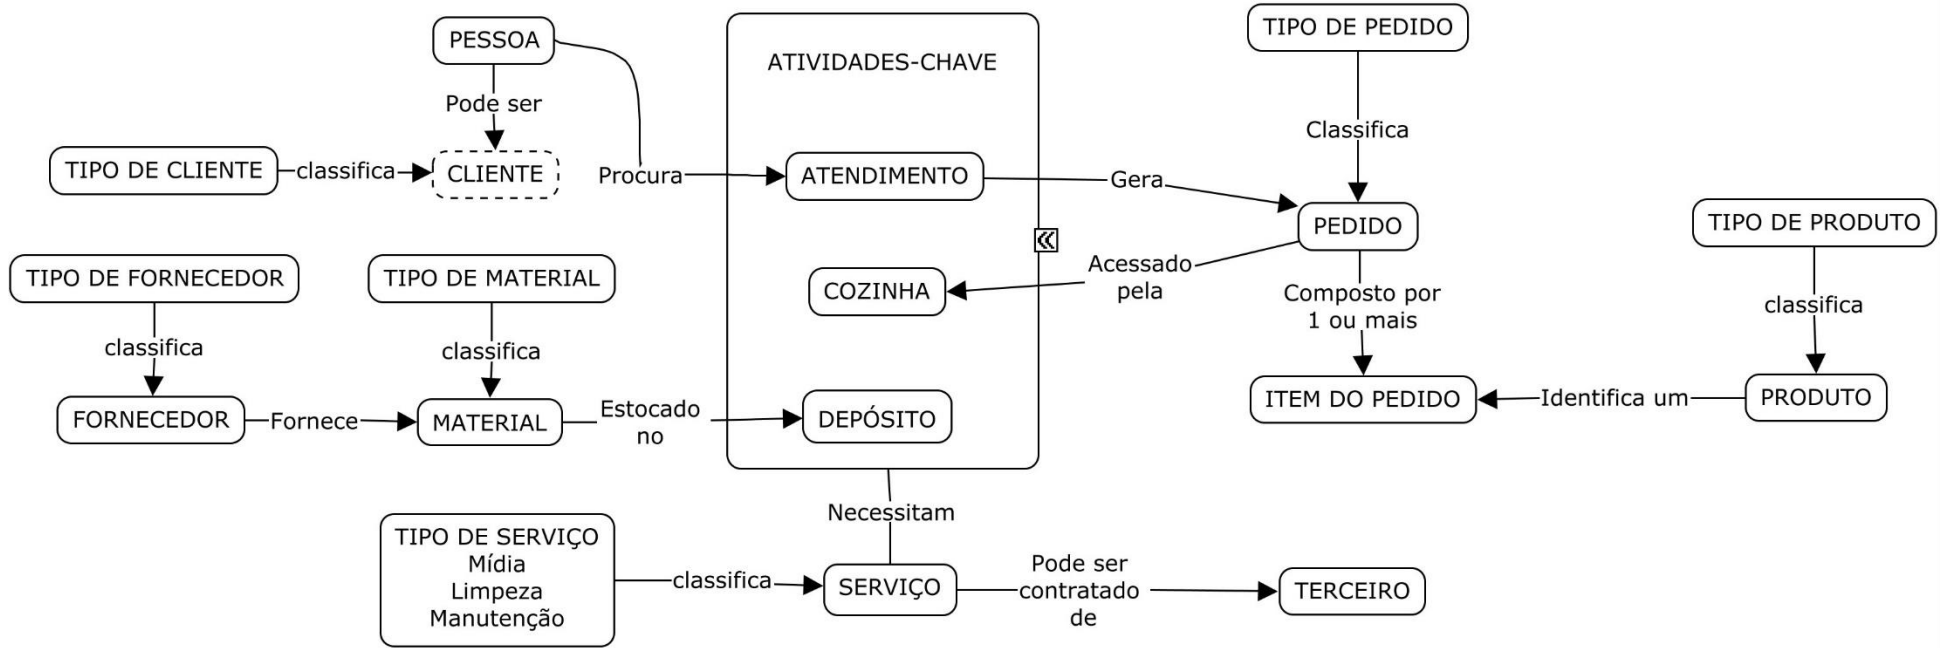 TIPO DE PEDIDO
PESSOA
ATIVIDADES-CHAVE
Pode ser
Classifica
TIPO DE CLIENTE
classifica
CLIENTE
Procura
ATENDIMENTO
Gera
PEDIDO
TIPO DE PRODUTO
TIPO DE FORNECEDOR
TIPO DE MATERIAL
COZINHA
Acessado
pela
Composto por
1 ou mais
classifica
classifica
classifica
FORNECEDOR
Fornece
MATERIAL
Estocado
no
DEPÓSITO
ITEM DO PEDIDO
Identifica um
PRODUTO
Necessitam
TIPO DE SERVIÇO
Mídia
Limpeza
Manutenção
classifica
SERVIÇO
Pode ser
contratado
de
TERCEIRO